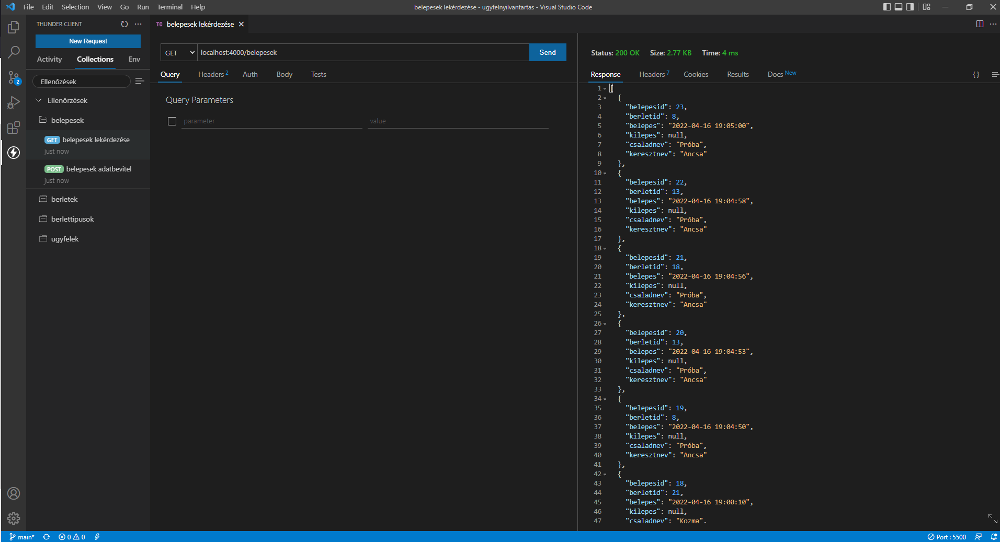 File Edit Selection View Go Run Terminal Help
belepesek lekérdezése - ugyfelnyilvantartas - Visual Studio Code
THUNDER CLIENT
New Request
Activity Collections Env
Ellenőzések
Ellenőrzések
belepesek
GET belepesek lekérdezése
just now
POST belepesek adatbevitel
just now
berletek
berlettipusok
ugyfelek
2
TC belepesek lekérdezése
GET localhost:4000/belepesek Send
Query Headers 2 Auth Body Tests
Query Parameters
parameter value
Status: 200 OK Size: 2.77 KB Time: 4 ms
Response Headers 7 Cookies Results Docs New
{ }
1 [
2 {
3 "belepesid": 23,
4 "berletid": 8,
5 "belepes": "2022-04-16 19:05:00",
6 "kilepes": null,
7 "csaladnev": "Próba",
8 "keresztnev": "Ancsa"
9 },
10 {
11 "belepesid": 22,
12 "berletid": 13,
13 "belepes": "2022-04-16 19:04:58",
14 "kilepes": null,
15 "csaladnev": "Próba",
16 "keresztnev": "Ancsa"
17 },
18 {
19 "belepesid": 21,
20 "berletid": 18,
21 "belepes": "2022-04-16 19:04:56",
22 "kilepes": null,
23 "csaladnev": "Próba",
24 "keresztnev": "Ancsa"
25 },
26 {
27 "belepesid": 20,
28 "berletid": 13,
29 "belepes": "2022-04-16 19:04:53",
30 "kilepes": null,
31 "csaladnev": "Próba",
32 "keresztnev": "Ancsa"
33 },
34 {
35 "belepesid": 19,
36 "berletid": 8,
37 "belepes": "2022-04-16 19:04:50",
38 "kilepes": null,
39 "csaladnev": "Próba",
40 "keresztnev": "Ancsa"
41 },
42 {
43 "belepesid": 18,
44 "berletid": 21,
45 "belepes": "2022-04-16 19:00:10",
46 "kilepes": null,
47 "csaladnev": "Kozma",
main* 0 0
Port : 5500